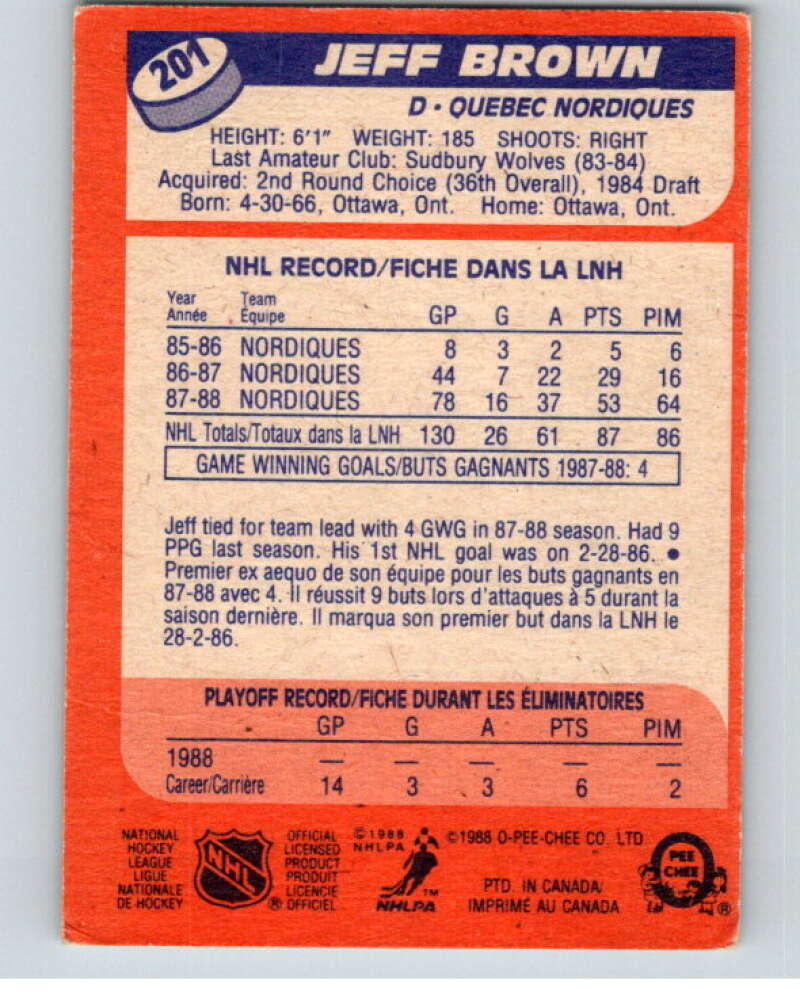 201
JEFF BROWN
D • QUEBEC NORDIQUES
HEIGHT: 6'1" WEIGHT: 185 SHOOTS: RIGHT
Last Amateur Club: Sudbury Wolves (83-84)
Acquired: 2nd Round Choice (36th Overall), 1984 Draft
Born: 4-30-66, Ottawa, Ont. Home: Ottawa, Ont.
NHL RECORD/FICHE DANS LA LNH
Year Team
Année Équipe GP G A PTS PIM
85-86 NORDIQUES 8 3 2 5 6
86-87 NORDIQUES 44 7 22 29 16
87-88 NORDIQUES 78 16 37 53 64
NHL Totals/Totaux dans la LNH 130 26 61 87 86
GAME WINNING GOALS/BUTS GAGNANTS 1987-88: 4
Jeff tied for team lead with 4 GWG in 87-88 season. Had 9
PPG last season. His 1st NHL goal was on 2-28-86. •
Premier ex aequo de son équipe pour les buts gagnants en
87-88 avec 4. Il réussit 9 buts lors d'attaques à 5 durant la
saison dernière. Il marqua son premier but dans la LNH le
28-2-86.
PLAYOFF RECORD/FICHE DURANT LES ÉLIMINATOIRES
GP G A PTS PIM
1988 — — — — —
Career/Carrière 14 3 3 6 2
NATIONAL
HOCKEY
LEAGUE
LIGUE
NATIONALE
DE HOCKEY
NHL
OFFICIAL
LICENSED
PRODUCT
PRODUIT
LICENCIE
® OFFICIEL
©1988
NHLPA
TM
NHLPA
©1988 O-PEE-CHEE CO. LTD
PTD. IN CANADA/
IMPRIMÉ AU CANADA
O
PEE
CHEE
®